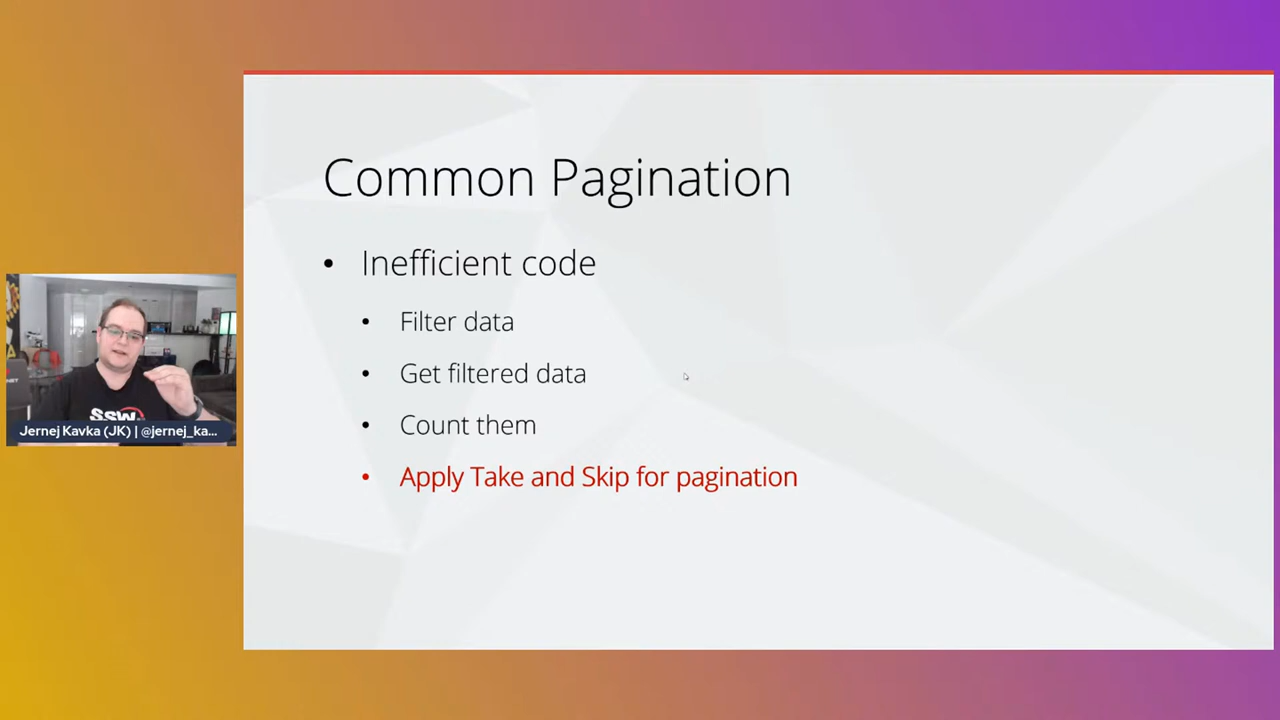 Common Pagination
• Inefficient code
• Filter data
• Get filtered data
• Count them
• Apply Take and Skip for pagination
SSW
Jernej Kavka (JK) | @jernej_ka...